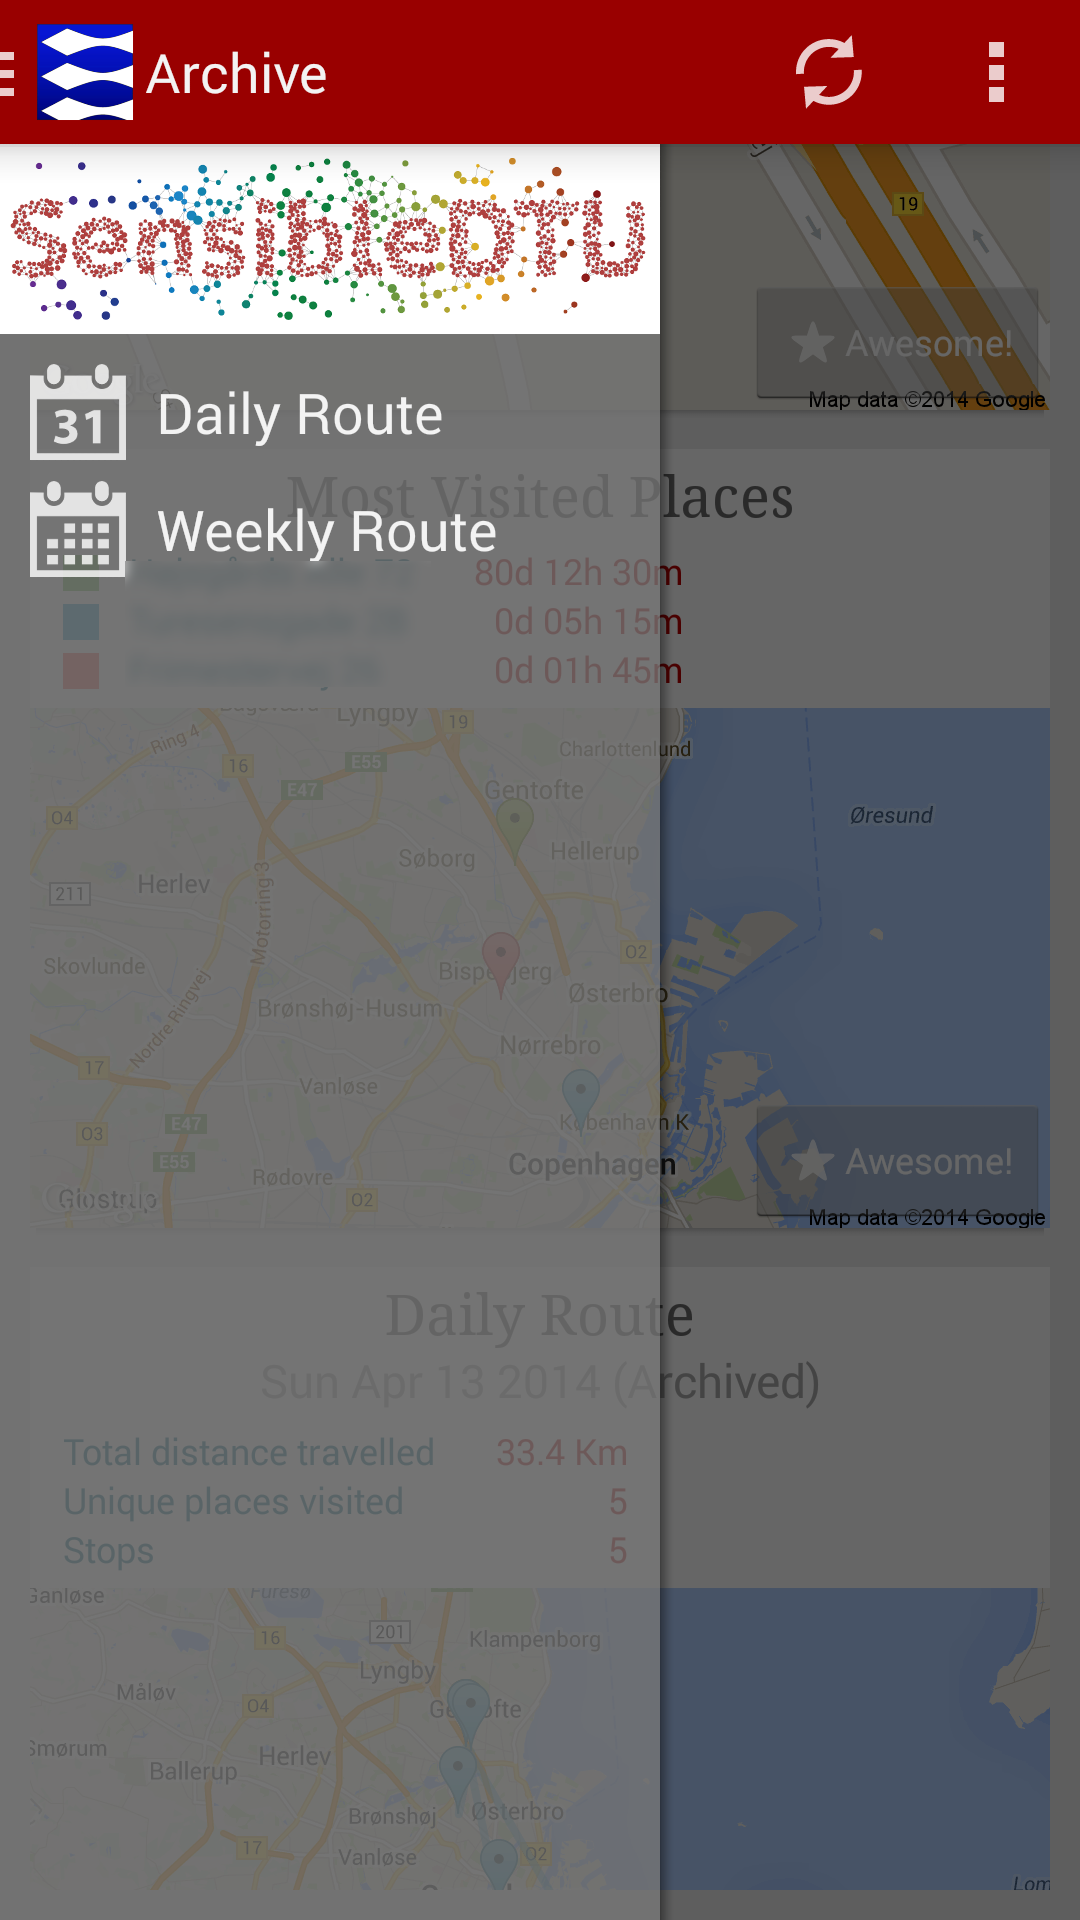 Archive
SensibleDTU
19
Awesome!
Map data ©2014 Google
Daily Route
31
Weekly Route
Most Visited Places
80d 12h 30m
0d 05h 15m
0d 01h 45m
Lyngby
19
Ring 4
Charlottenlund
16
E55
E47
Gentofte
Øresund
O4
Søborg
Hellerup
Herlev
211
Motorring 3
O2
Skovlunde
Bispebjerg
Østerbro
Brønshøj-Husum
Nordre Ringvej
Nørrebro
17
Vanløse
København K
E47
O3
E55
Copenhagen
Awesome!
Rødovre
O2
Glostrup
Map data ©2014 Google
Daily Route
Sun Apr 13 2014 (Archived)
Total distance travelled 33.4 Km
Unique places visited 5
Stops 5
Ganløse
Furesø
201
16
Klampenborg
Lyngby
Måløv
O4
Smørum
Herlev
Ballerup
Brønshøj
Østerbro
17
Vanløse
O2
Lom